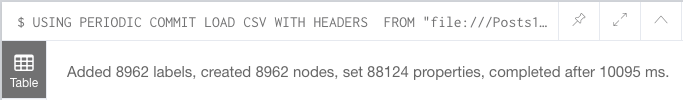 $ USING PERIODIC COMMIT LOAD CSV WITH HEADERS  FROM "file:///Posts1…
Table
Added 8962 labels, created 8962 nodes, set 88124 properties, completed after 10095 ms.